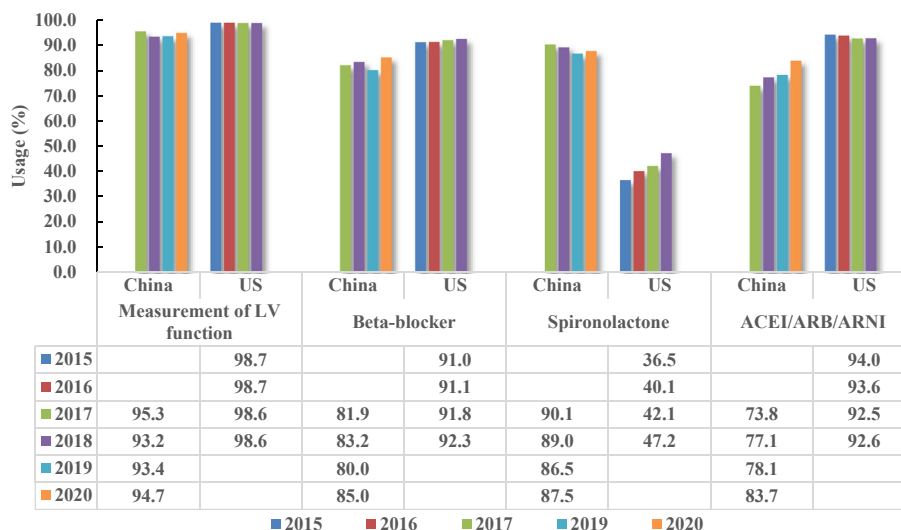 100.0
90.0
80.0
70.0
60.0
50.0
40.0
30.0
20.0
10.0
0.0
Usage (%)
China US China US China US China US
Measurement of LV function Beta-blocker Spironolactone ACEI/ARB/ARNI
2015 98.7 91.0 36.5 94.0
2016 98.7 91.1 40.1 93.6
2017 95.3 98.6 81.9 91.8 90.1 42.1 73.8 92.5
2018 93.2 98.6 83.2 92.3 89.0 47.2 77.1 92.6
2019 93.4 80.0 86.5 78.1
2020 94.7 85.0 87.5 83.7
2015 2016 2017 2018 2019 2020